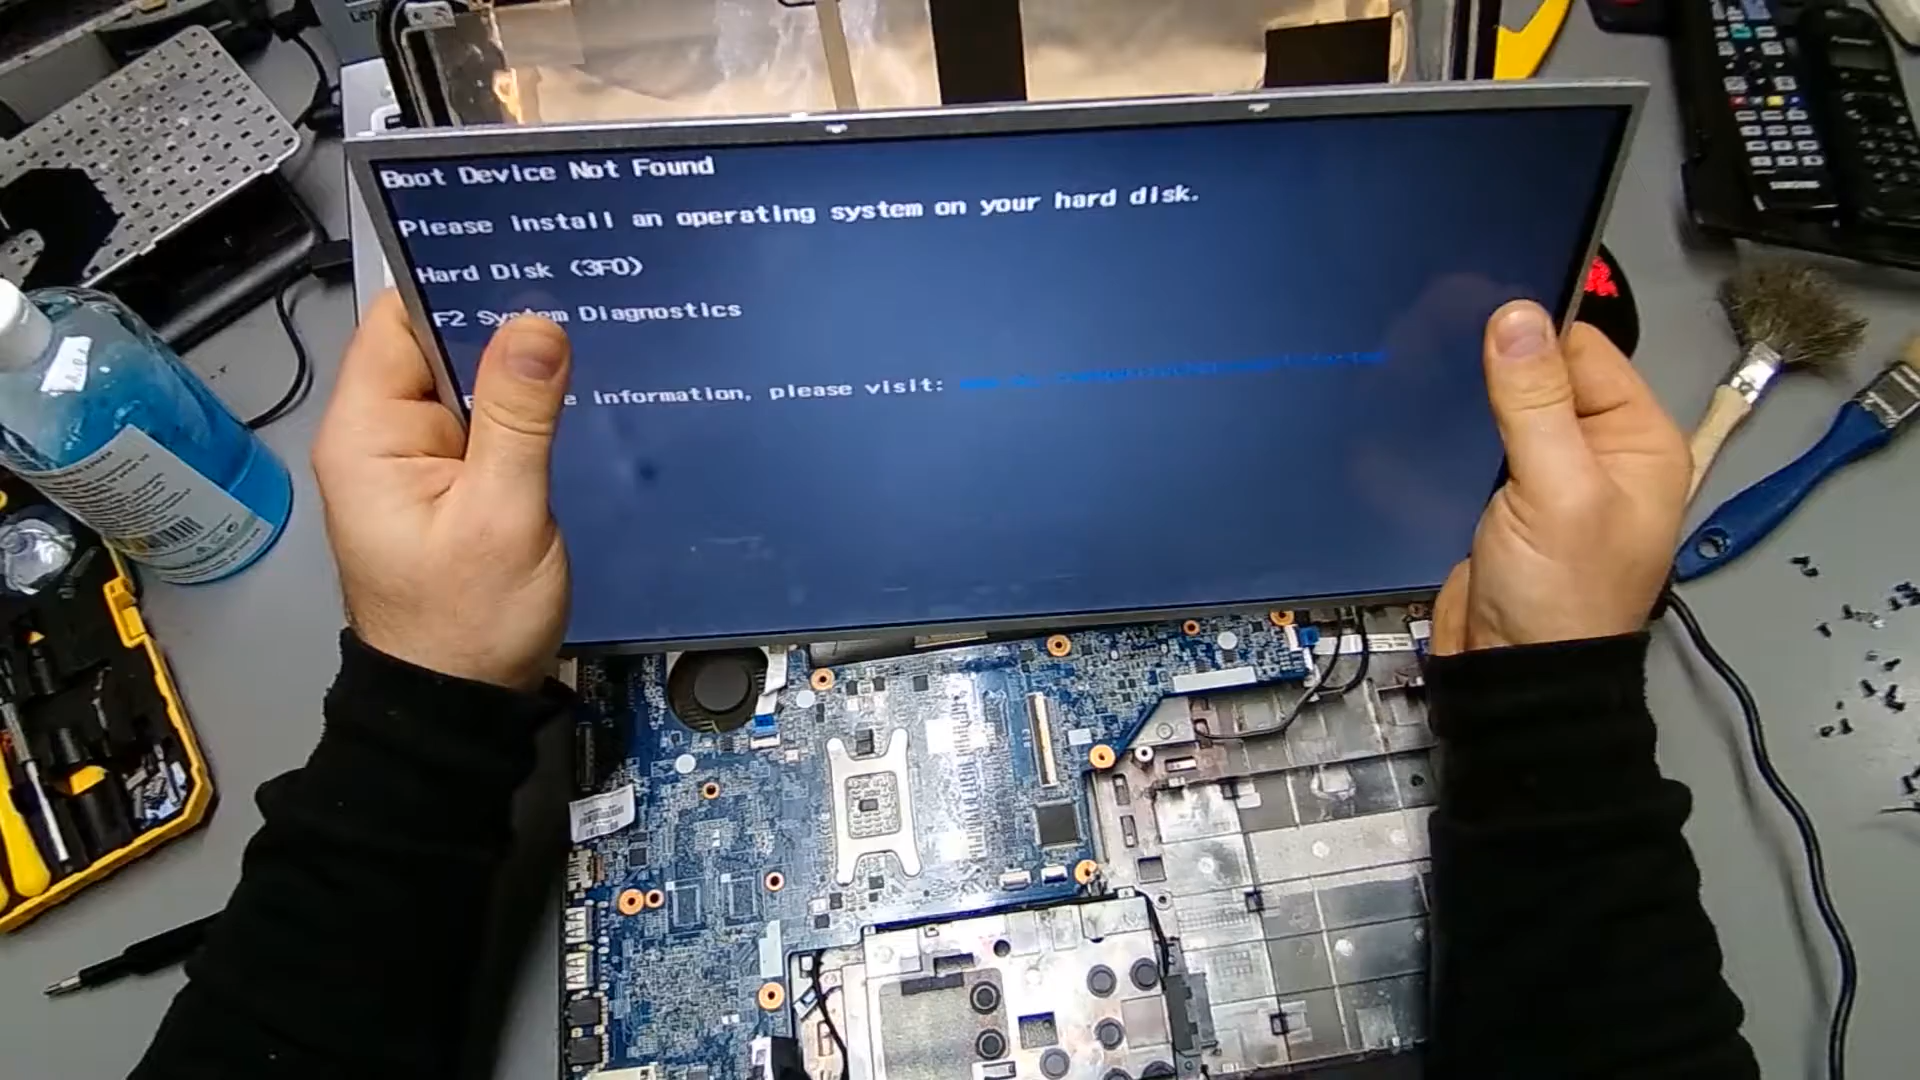 Boot Device Not Found
Please install an operating system on your hard disk.
Hard Disk (3F0)
F2 System Diagnostics
information, please visit:
SAMSUNG